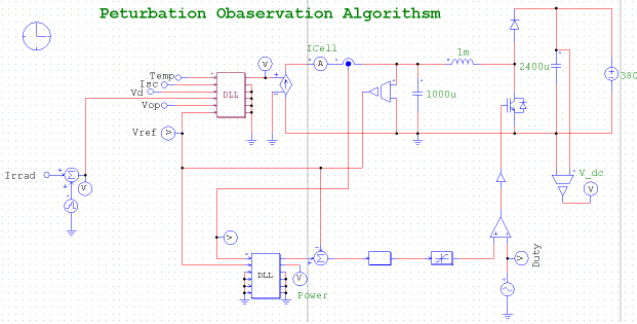 Peturbation Obaservation Algorithsm
ICell
1m
Temp
Isc
Vd
Vop
DLL
A
V
1000u
2400u
380
Vref
V
Irrad
V
V_dc
V
V
DLL
V
Power
V
Duty